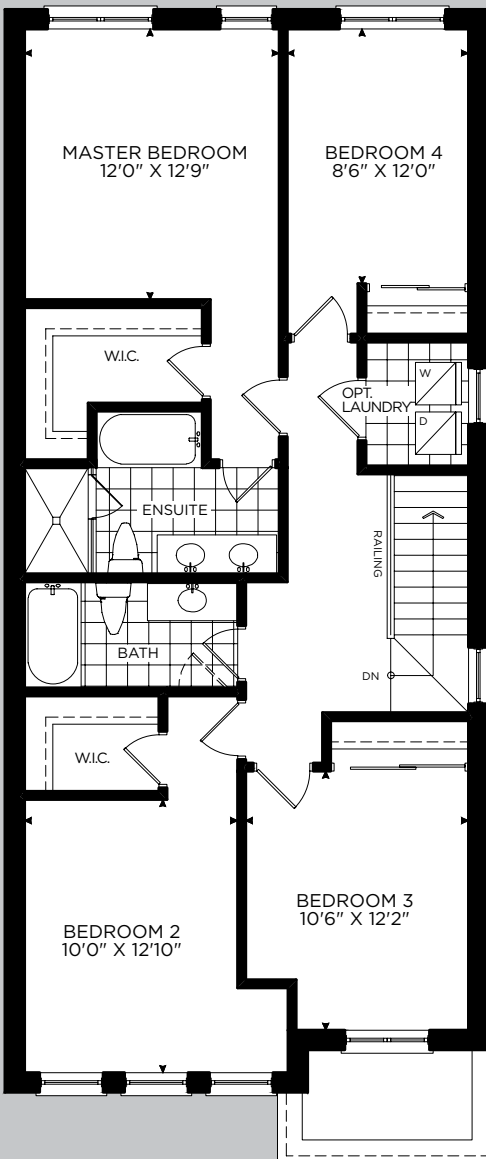 MASTER BEDROOM
12'0" X 12'9"
BEDROOM 4
8'6" X 12'0"
W.I.C.
OPT.
LAUNDRY
W
D
ENSUITE
RAILING
BATH
DN
W.I.C.
BEDROOM 2
10'0" X 12'10"
BEDROOM 3
10'6" X 12'2"